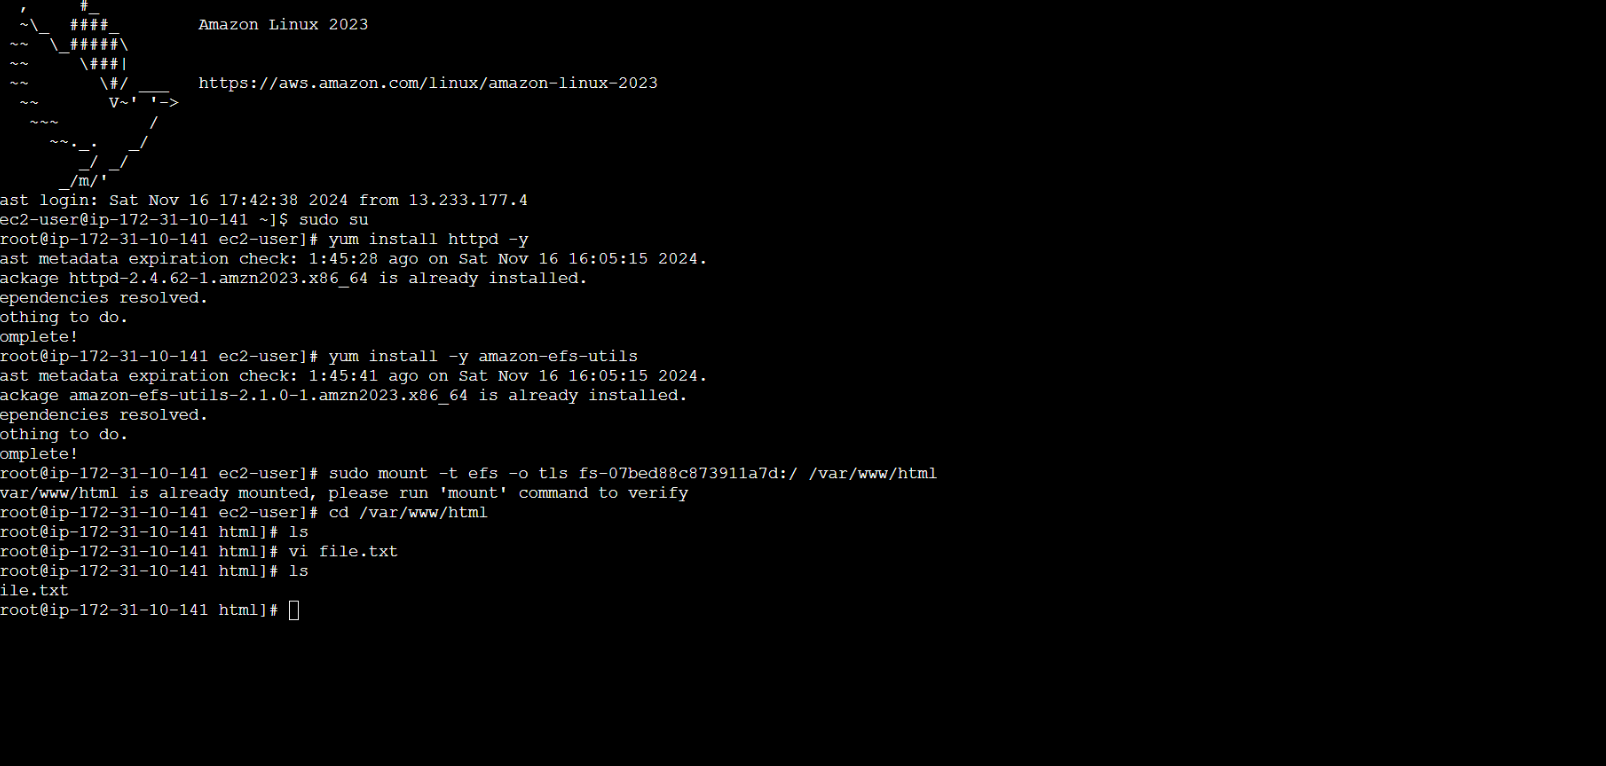 ,     #_
~\_  ####_        Amazon Linux 2023
~~  \_#####\
~~     \###|
~~       \#/ ___   https://aws.amazon.com/linux/amazon-linux-2023
~~       V~' '->
~~~         /
~~._.   _/
_/ _/
_/m/'
ast login: Sat Nov 16 17:42:38 2024 from 13.233.177.4
ec2-user@ip-172-31-10-141 ~]$ sudo su
root@ip-172-31-10-141 ec2-user]# yum install httpd -y
ast metadata expiration check: 1:45:28 ago on Sat Nov 16 16:05:15 2024.
ackage httpd-2.4.62-1.amzn2023.x86_64 is already installed.
ependencies resolved.
othing to do.
omplete!
root@ip-172-31-10-141 ec2-user]# yum install -y amazon-efs-utils
ast metadata expiration check: 1:45:41 ago on Sat Nov 16 16:05:15 2024.
ackage amazon-efs-utils-2.1.0-1.amzn2023.x86_64 is already installed.
ependencies resolved.
othing to do.
omplete!
root@ip-172-31-10-141 ec2-user]# sudo mount -t efs -o tls fs-07bed88c873911a7d:/ /var/www/html
var/www/html is already mounted, please run 'mount' command to verify
root@ip-172-31-10-141 ec2-user]# cd /var/www/html
root@ip-172-31-10-141 html]# ls
root@ip-172-31-10-141 html]# vi file.txt
root@ip-172-31-10-141 html]# ls
ile.txt
root@ip-172-31-10-141 html]#